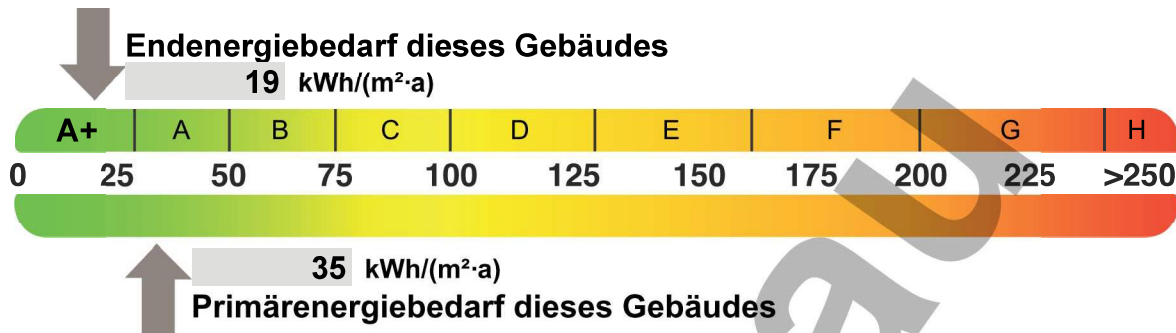 Endenergiebedarf dieses Gebäudes
19 kWh/(m²·a)
A+ A B C D E F G H
0 25 50 75 100 125 150 175 200 225 >250
35 kWh/(m²·a)
Primärenergiebedarf dieses Gebäudes
au